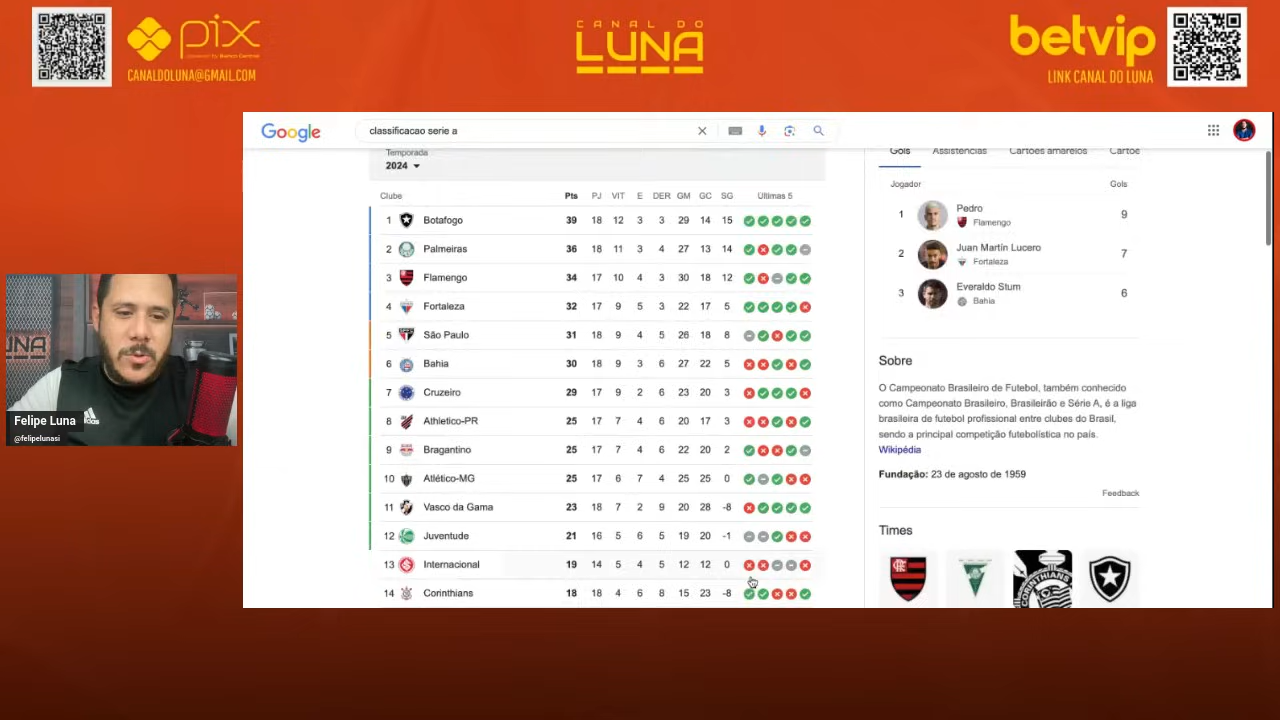 pix
powered by Banco Central
CANALDOLUNA@GMAIL.COM
CANAL DO
LUNA
betvip
LINK CANAL DO LUNA
Google
classificacao serie a
Temporada
2024
Clube Pts PJ VIT E DER GM GC SG Últimas 5
1 Botafogo 39 18 12 3 3 29 14 15
2 Palmeiras 36 18 11 3 4 27 13 14
3 Flamengo 34 17 10 4 3 30 18 12
4 Fortaleza 32 17 9 5 3 22 17 5
5 São Paulo 31 18 9 4 5 26 18 8
6 Bahia 30 18 9 3 6 27 22 5
7 Cruzeiro 29 17 9 2 6 23 20 3
8 Athletico-PR 25 17 7 4 6 20 17 3
9 Bragantino 25 17 7 4 6 22 20 2
10 Atlético-MG 25 17 6 7 4 25 25 0
11 Vasco da Gama 23 18 7 2 9 20 28 -8
12 Juventude 21 16 5 6 5 19 20 -1
13 Internacional 19 14 5 4 5 12 12 0
14 Corinthians 18 18 4 6 8 15 23 -8
Gols Assistências Cartões amarelos Cartõe
Jogador Gols
1 Pedro 9
Flamengo
2 Juan Martín Lucero 7
Fortaleza
3 Everaldo Stum 6
Bahia
Sobre
O Campeonato Brasileiro de Futebol, também conhecido
como Campeonato Brasileiro, Brasileirão e Série A, é a liga
brasileira de futebol profissional entre clubes do Brasil,
sendo a principal competição futebolística no país.
Wikipédia
Fundação: 23 de agosto de 1959
Feedback
Times
UNA
Felipe Luna
@felipelunasi